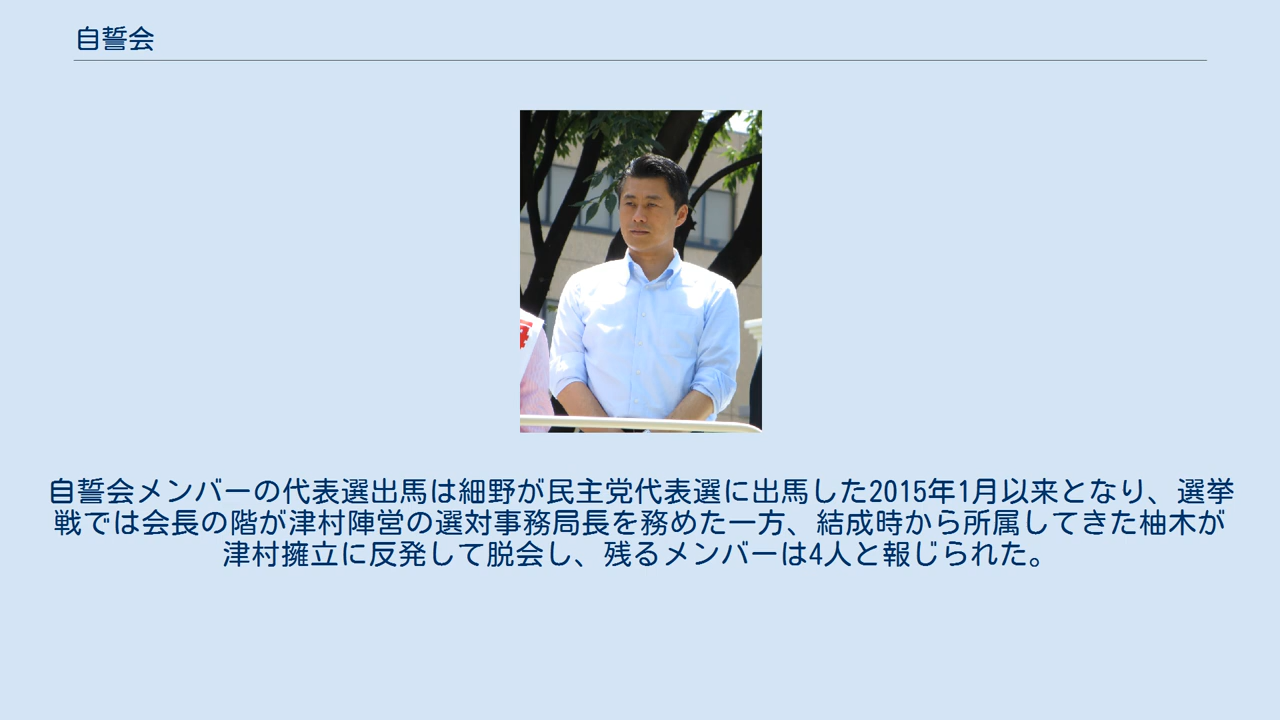 自誓会
自誓会メンバーの代表選出馬は細野が民主党代表選に出馬した2015年1月以来となり、選挙
戦では会長の階が津村陣営の選対事務局長を務めた一方、結成時から所属してきた柚木が
津村擁立に反発して脱会し、残るメンバーは4人と報じられた。